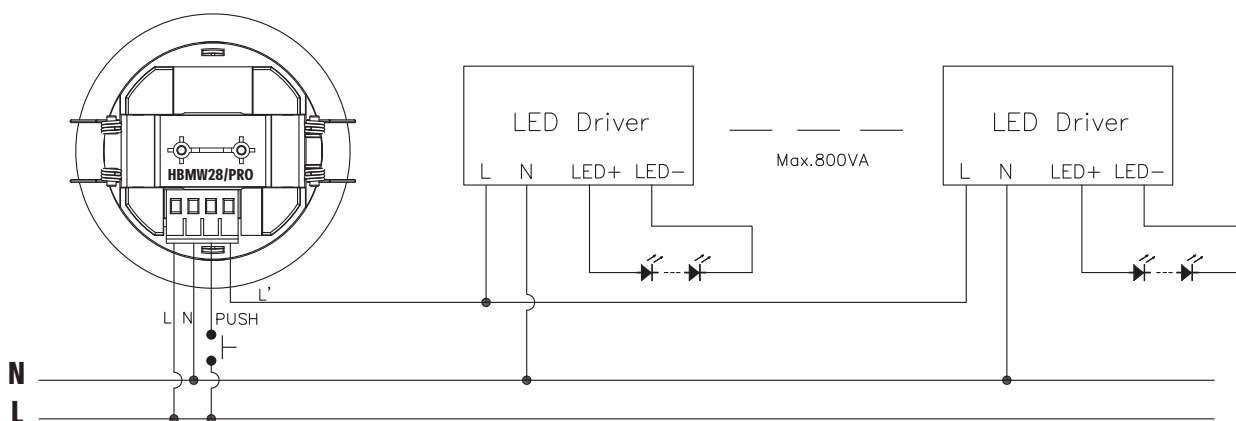 LED Driver
LED Driver
Max.800VA
HBMW28/PRO
L N LED+ LED-
L N LED+ LED-
L'
L N PUSH
N
L